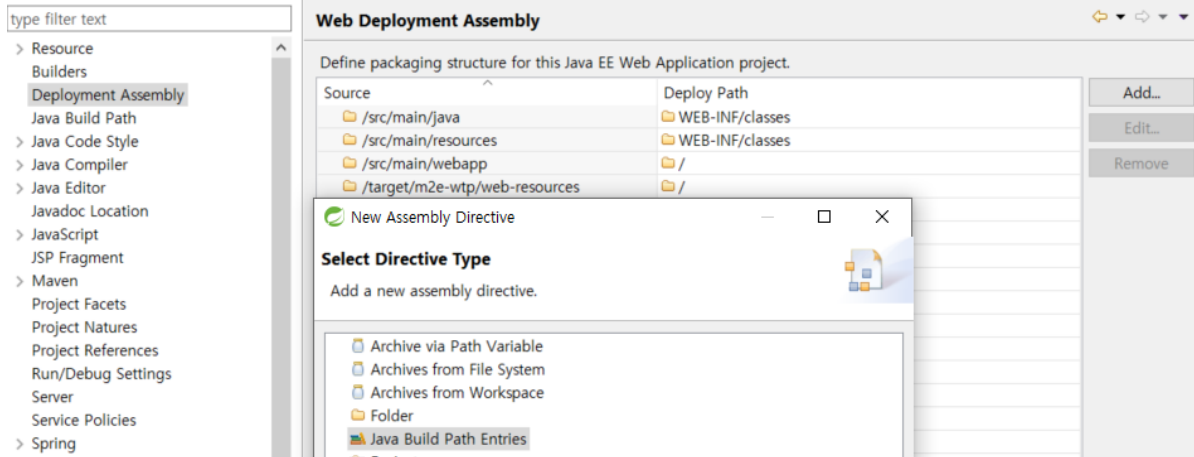 type filter text
Resource
Builders
Deployment Assembly
Java Build Path
Java Code Style
Java Compiler
Java Editor
Javadoc Location
JavaScript
JSP Fragment
Maven
Project Facets
Project Natures
Project References
Run/Debug Settings
Server
Service Policies
Spring
Web Deployment Assembly
Define packaging structure for this Java EE Web Application project.
Source Deploy Path
/src/main/java WEB-INF/classes
/src/main/resources WEB-INF/classes
/src/main/webapp /
/target/m2e-wtp/web-resources /
Add...
Edit...
Remove
New Assembly Directive
Select Directive Type
Add a new assembly directive.
Archive via Path Variable
Archives from File System
Archives from Workspace
Folder
Java Build Path Entries